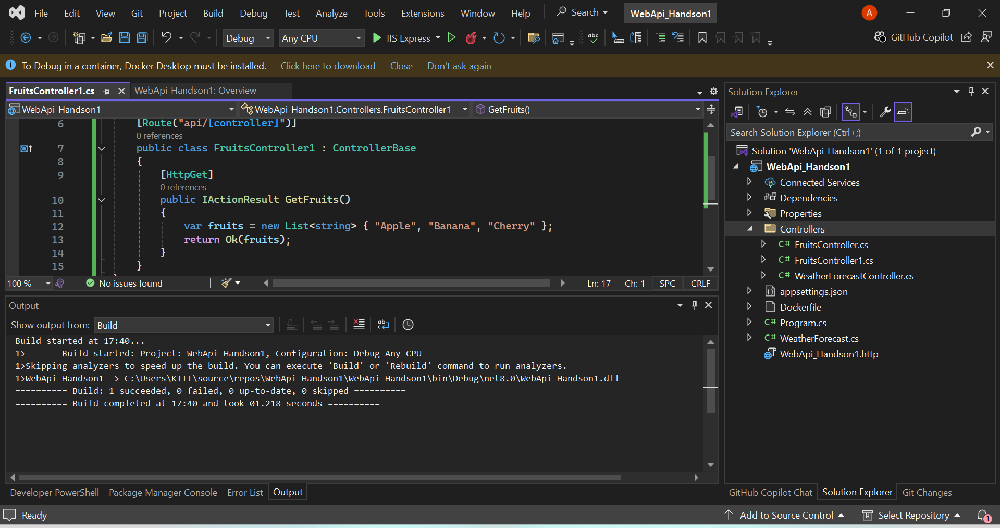 File Edit View Git Project Build Debug Test Analyze Tools Extensions Window Help Search WebApi_Handson1 A
Debug Any CPU IIS Express abc GitHub Copilot
To Debug in a container, Docker Desktop must be installed. Click here to download Close Don't ask again
FruitsController1.cs WebApi_Handson1: Overview
WebApi_Handson1 WebApi_Handson1.Controllers.FruitsController1 GetFruits()
6 [Route("api/[controller]")]
0 references
7 public class FruitsController1 : ControllerBase
8 {
9 [HttpGet]
0 references
10 public IActionResult GetFruits()
11 {
12 var fruits = new List<string> { "Apple", "Banana", "Cherry" };
13 return Ok(fruits);
14 }
15 }
100 % No issues found Ln: 17 Ch: 1 SPC CRLF
Output
Show output from: Build
Build started at 17:40...
1>------ Build started: Project: WebApi_Handson1, Configuration: Debug Any CPU ------
1>Skipping analyzers to speed up the build. You can execute 'Build' or 'Rebuild' command to run analyzers.
1>WebApi_Handson1 -> C:\Users\KIIT\source\repos\WebApi_Handson1\WebApi_Handson1\bin\Debug\net8.0\WebApi_Handson1.dll
========== Build: 1 succeeded, 0 failed, 0 up-to-date, 0 skipped ==========
========== Build completed at 17:40 and took 01.218 seconds ==========
Developer PowerShell Package Manager Console Error List Output
Solution Explorer
Search Solution Explorer (Ctrl+;)
Solution 'WebApi_Handson1' (1 of 1 project)
WebApi_Handson1
Connected Services
Dependencies
Properties
Controllers
C# FruitsController.cs
C# FruitsController1.cs
C# WeatherForecastController.cs
appsettings.json
Dockerfile
C# Program.cs
C# WeatherForecast.cs
WebApi_Handson1.http
GitHub Copilot Chat Solution Explorer Git Changes
Ready Add to Source Control Select Repository 1